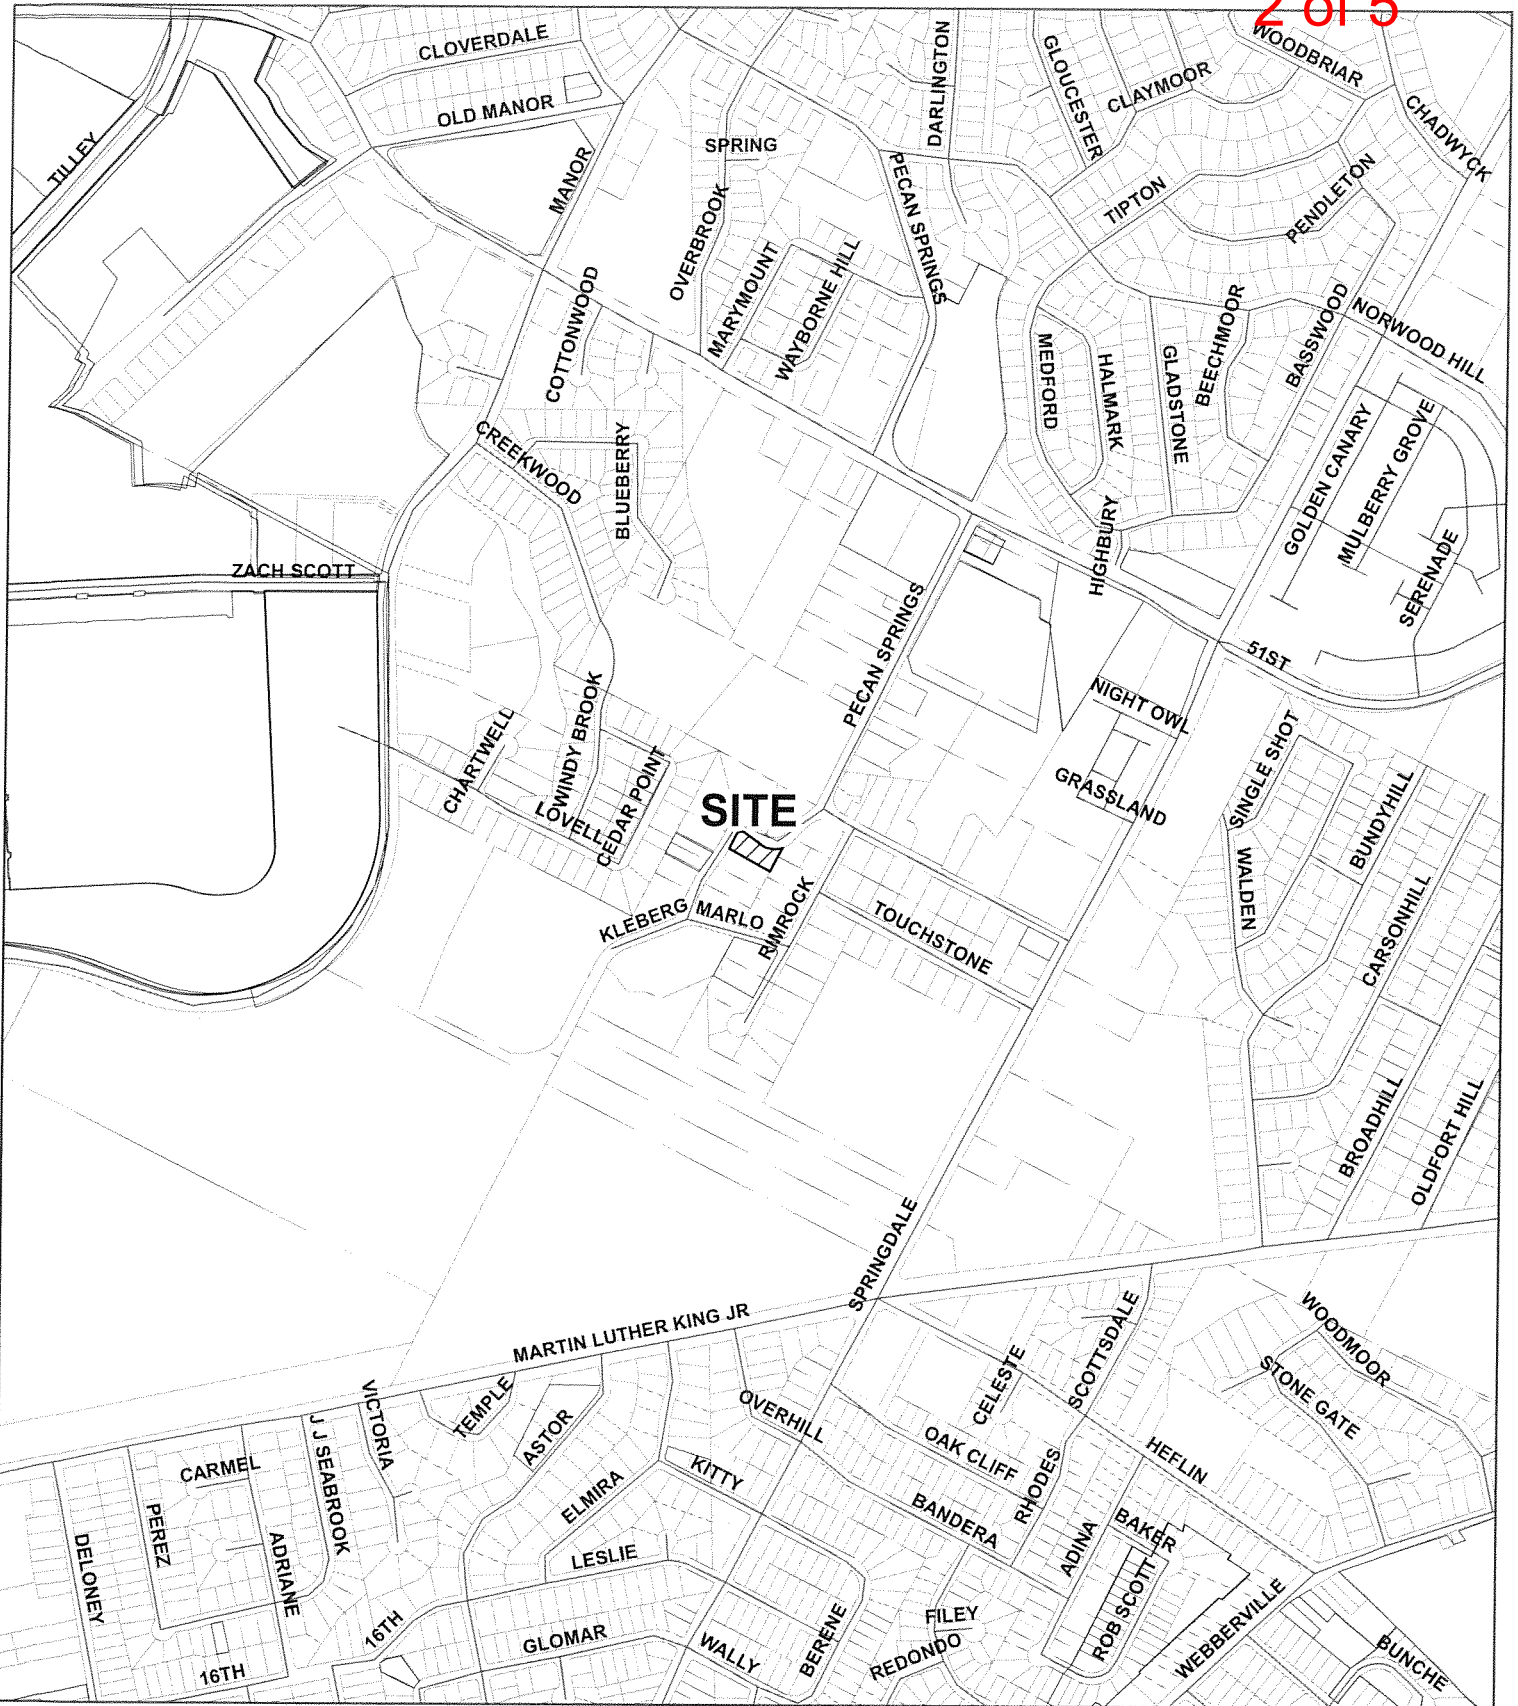 2 of 5
CLOVERDALE
OLD MANOR
TILLEY
MANOR
SPRING
DARLINGTON
GLOUCESTER
CLAYMOOR
WOODBRIAR
CHADWYCK
OVERBROOK
MARYMOUNT
WAYBORNE HILL
PECAN SPRINGS
TIPTON
PENDLETON
COTTONWOOD
MEDFORD
HALMARK
GLADSTONE
BEECHMOOR
BASSWOOD
NORWOOD HILL
CREEKWOOD
BLUEBERRY
GOLDEN CANARY
MULBERRY GROVE
SERENADE
HIGHBURY
ZACH SCOTT
PECAN SPRINGS
51ST
NIGHT OWL
GRASSLAND
SINGLE SHOT
CHARTWELL
LOVELL
WINDY BROOK
CEDAR POINT
SITE
BUNDYHILL
WALDEN
CARSONHILL
KLEBERG
MARLO
RIMROCK
TOUCHSTONE
BROADHILL
OLDFORT HILL
SPRINGDALE
MARTIN LUTHER KING JR
VICTORIA
TEMPLE
ASTOR
OVERHILL
CELESTE
SCOTTSDALE
WOODMOOR
STONE GATE
CARMEL
J J SEABROOK
ELMIRA
KITTY
OAK CLIFF
RHODES
HEFLIN
BANDERA
DELONEY
PEREZ
ADRIANE
LESLIE
ADINA
BAKER
ROB SCOTT
16TH
16TH
GLOMAR
WALLY
BERENE
FILEY
REDONDO
WEBBERVILLE
BUNCHE